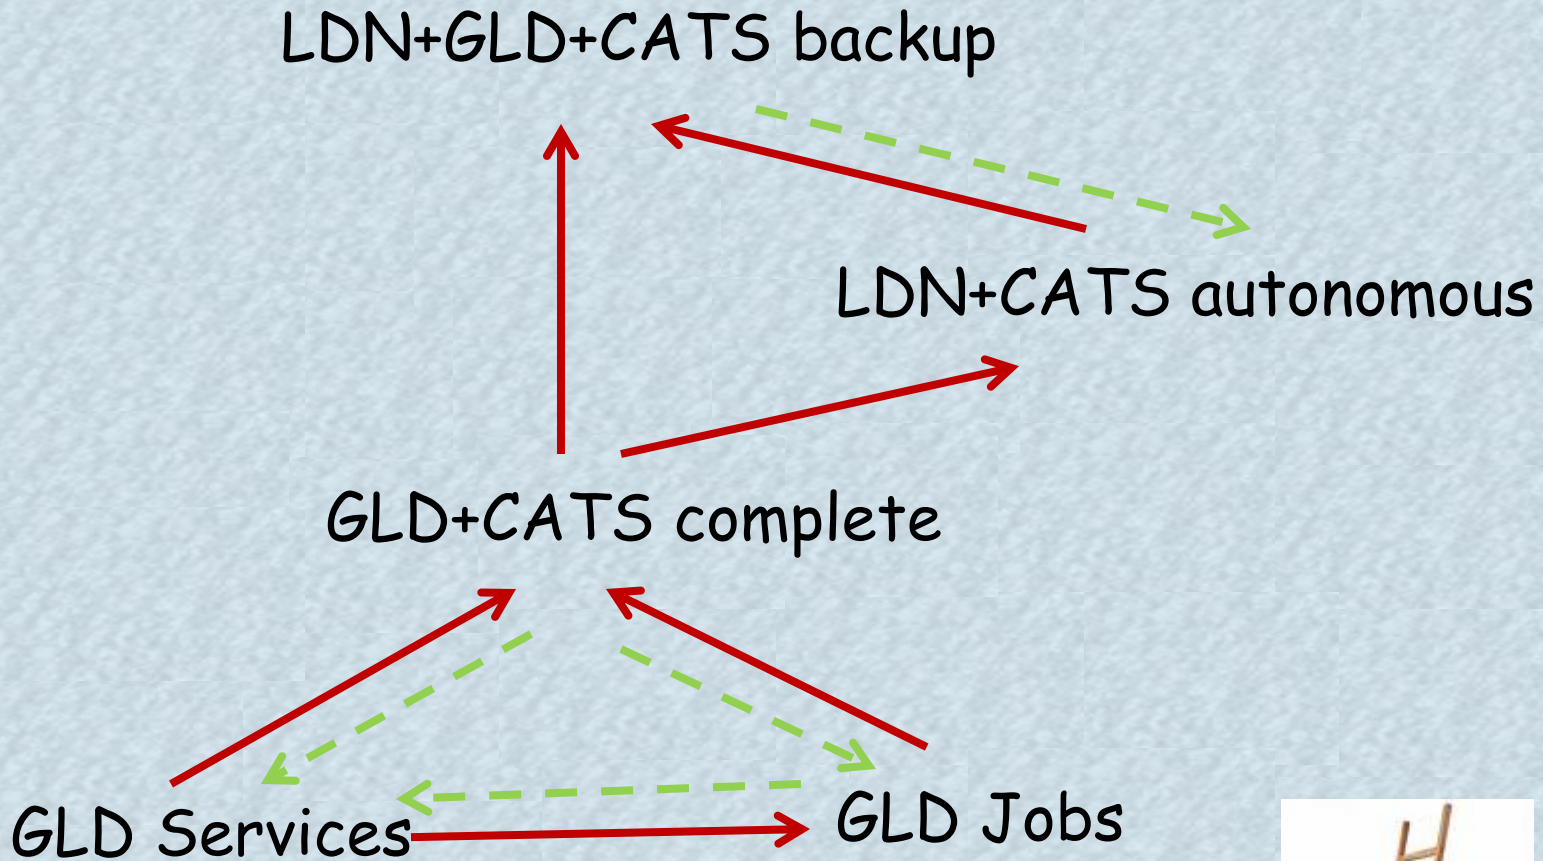 LDN+GLD+CATS backup
LDN+CATS autonomous
GLD+CATS complete
GLD Services
GLD Jobs